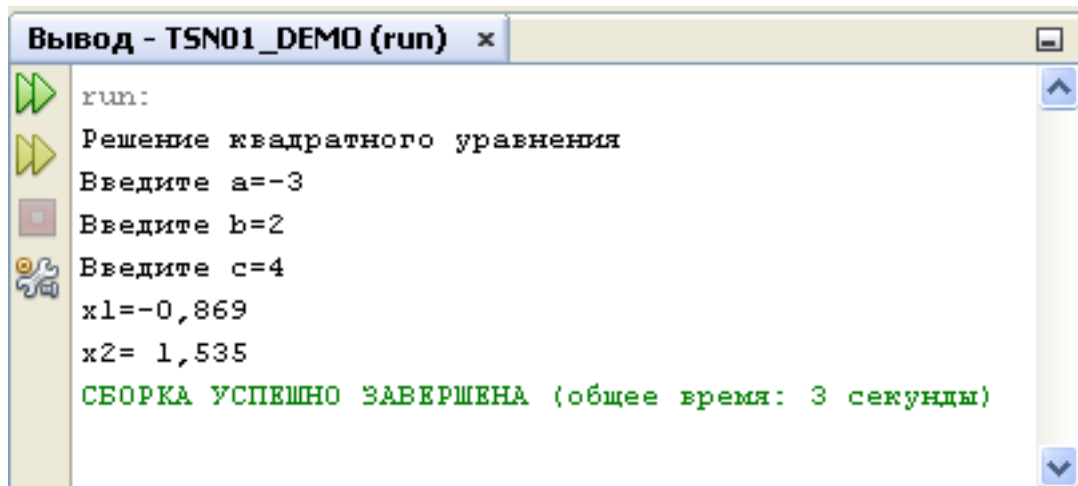 Вывод - TSN01_DEMO (run) x
run:
Решение квадратного уравнения
Введите a=-3
Введите b=2
Введите c=4
x1=-0,869
x2= 1,535
СБОРКА УСПЕШНО ЗАВЕРШЕНА (общее время: 3 секунды)